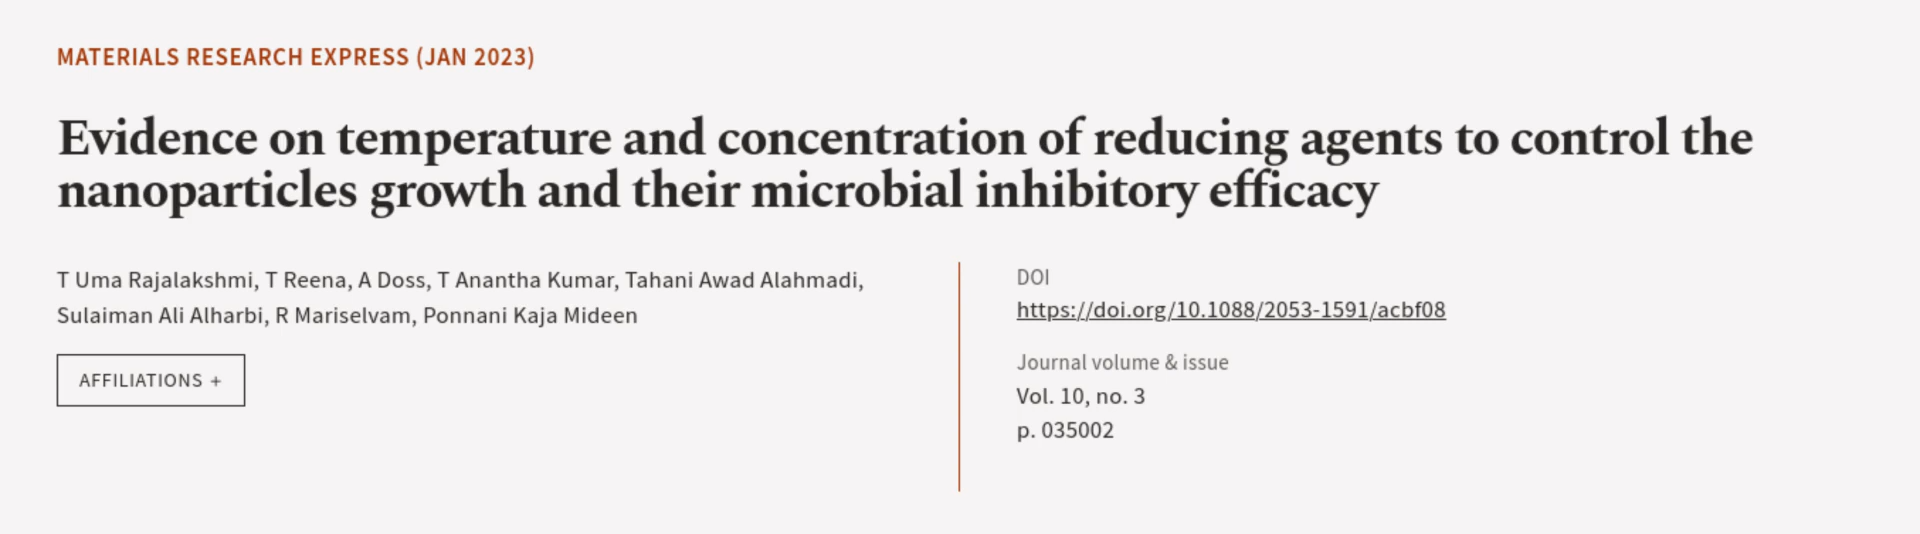 MATERIALS RESEARCH EXPRESS (JAN 2023)
Evidence on temperature and concentration of reducing agents to control the
nanoparticles growth and their microbial inhibitory efficacy
T Uma Rajalakshmi, T Reena, A Doss, T Anantha Kumar, Tahani Awad Alahmadi,
Sulaiman Ali Alharbi, R Mariselvam, Ponnani Kaja Mideen
AFFILIATIONS +
DOI
https://doi.org/10.1088/2053-1591/acbf08
Journal volume & issue
Vol. 10, no. 3
p. 035002